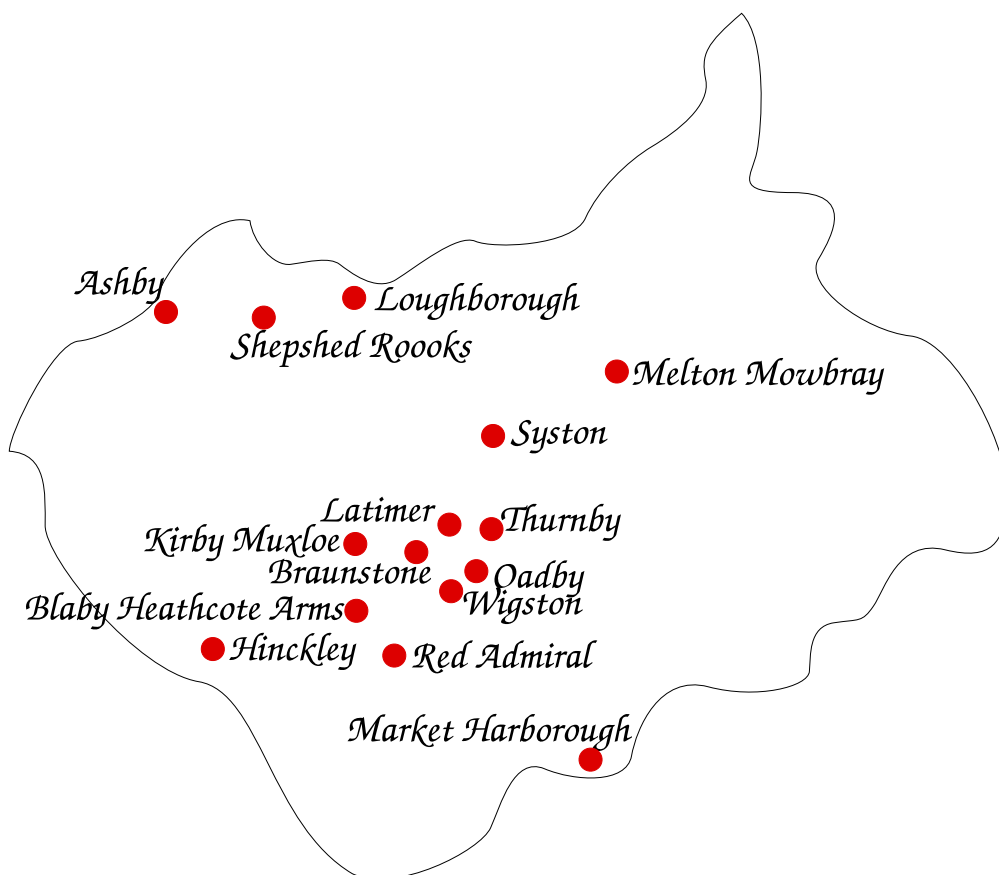 Ashby
Loughborough
Shepshed Roooks
Melton Mowbray
Syston
Latimer
Thurnby
Kirby Muxloe
Braunstone
Oadby
Wigston
Blaby Heathcote Arms
Hinckley
Red Admiral
Market Harborough